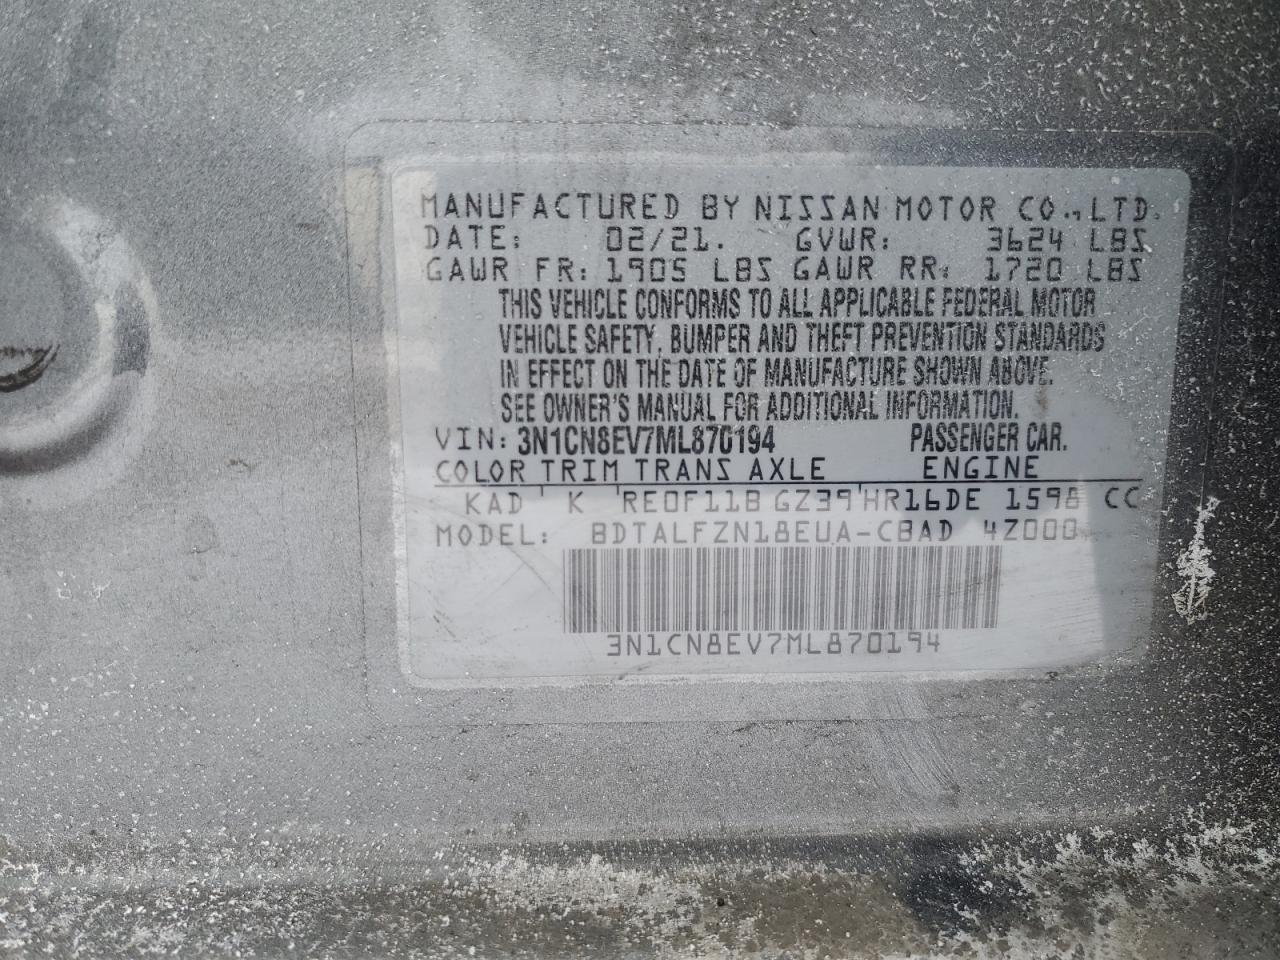 MANUFACTURED BY NISSAN MOTOR CO., LTD.
DATE: 02/21. GVWR: 3624 LBS
GAWR FR: 1905 LBS GAWR RR: 1720 LBS
THIS VEHICLE CONFORMS TO ALL APPLICABLE FEDERAL MOTOR
VEHICLE SAFETY, BUMPER AND THEFT PREVENTION STANDARDS
IN EFFECT ON THE DATE OF MANUFACTURE SHOWN ABOVE.
SEE OWNER'S MANUAL FOR ADDITIONAL INFORMATION.
VIN: 3N1CN8EV7ML870194 PASSENGER CAR.
COLOR TRIM TRANS AXLE ENGINE
KAD K RE0F11B GZ39 HR16DE 1598 CC
MODEL: BDTALFZN18EUA-CBAD 4Z000
3N1CN8EV7ML870194